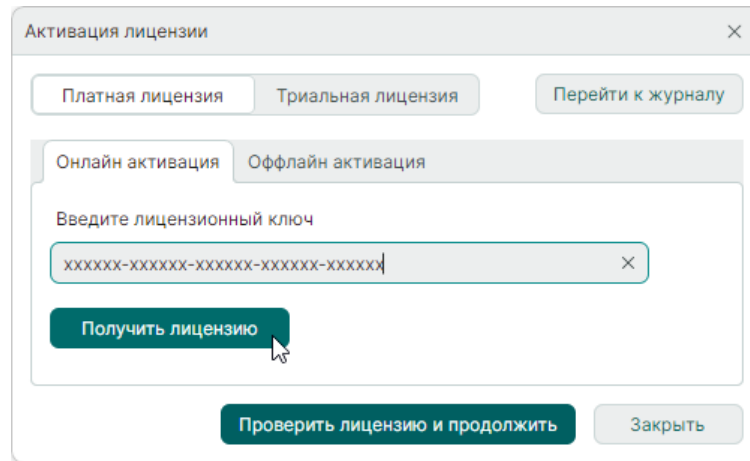 Активация лицензии
Платная лицензия Триальная лицензия Перейти к журналу
Онлайн активация Оффлайн активация
Введите лицензионный ключ
xxxxxx-xxxxxx-xxxxxx-xxxxxx-xxxxxx
Получить лицензию
Проверить лицензию и продолжить Закрыть